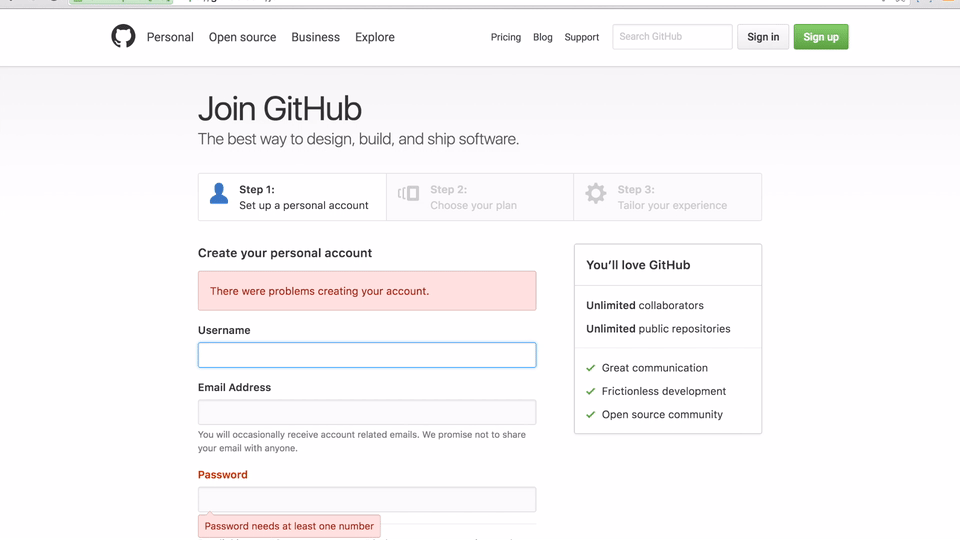 Personal Open source Business Explore Pricing Blog Support Search GitHub Sign in Sign up
Join GitHub
The best way to design, build, and ship software.
Step 1:
Set up a personal account
Step 2:
Choose your plan
Step 3:
Tailor your experience
Create your personal account
There were problems creating your account.
Username
Email Address
You will occasionally receive account related emails. We promise not to share
your email with anyone.
Password
Password needs at least one number
You'll love GitHub
Unlimited collaborators
Unlimited public repositories
Great communication
Frictionless development
Open source community